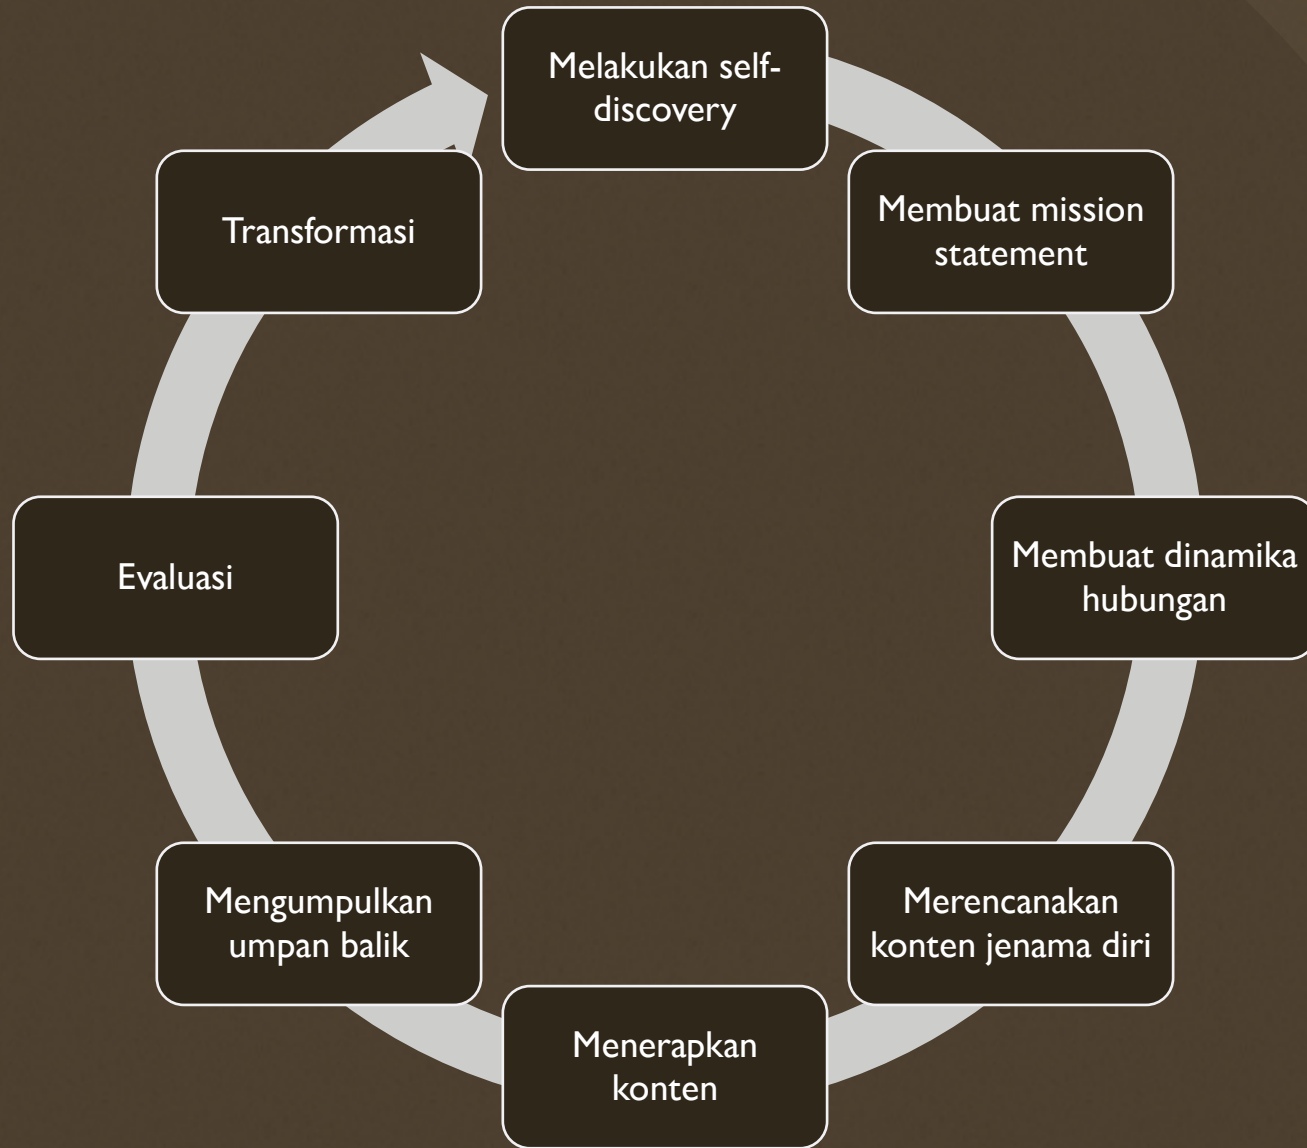 Melakukan self-
discovery
Membuat mission
statement
Membuat dinamika
hubungan
Merencanakan
konten jenama diri
Menerapkan
konten
Mengumpulkan
umpan balik
Evaluasi
Transformasi